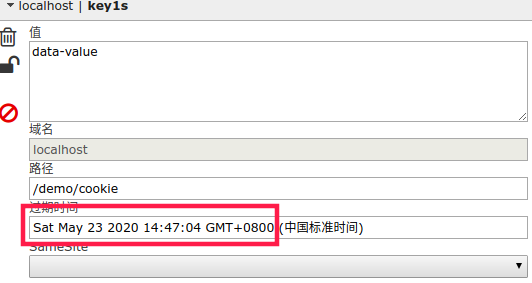 localhost | key1s
值
data-value
域名
localhost
路径
/demo/cookie
过期时间
Sat May 23 2020 14:47:04 GMT+0800 (中国标准时间)
SameSite